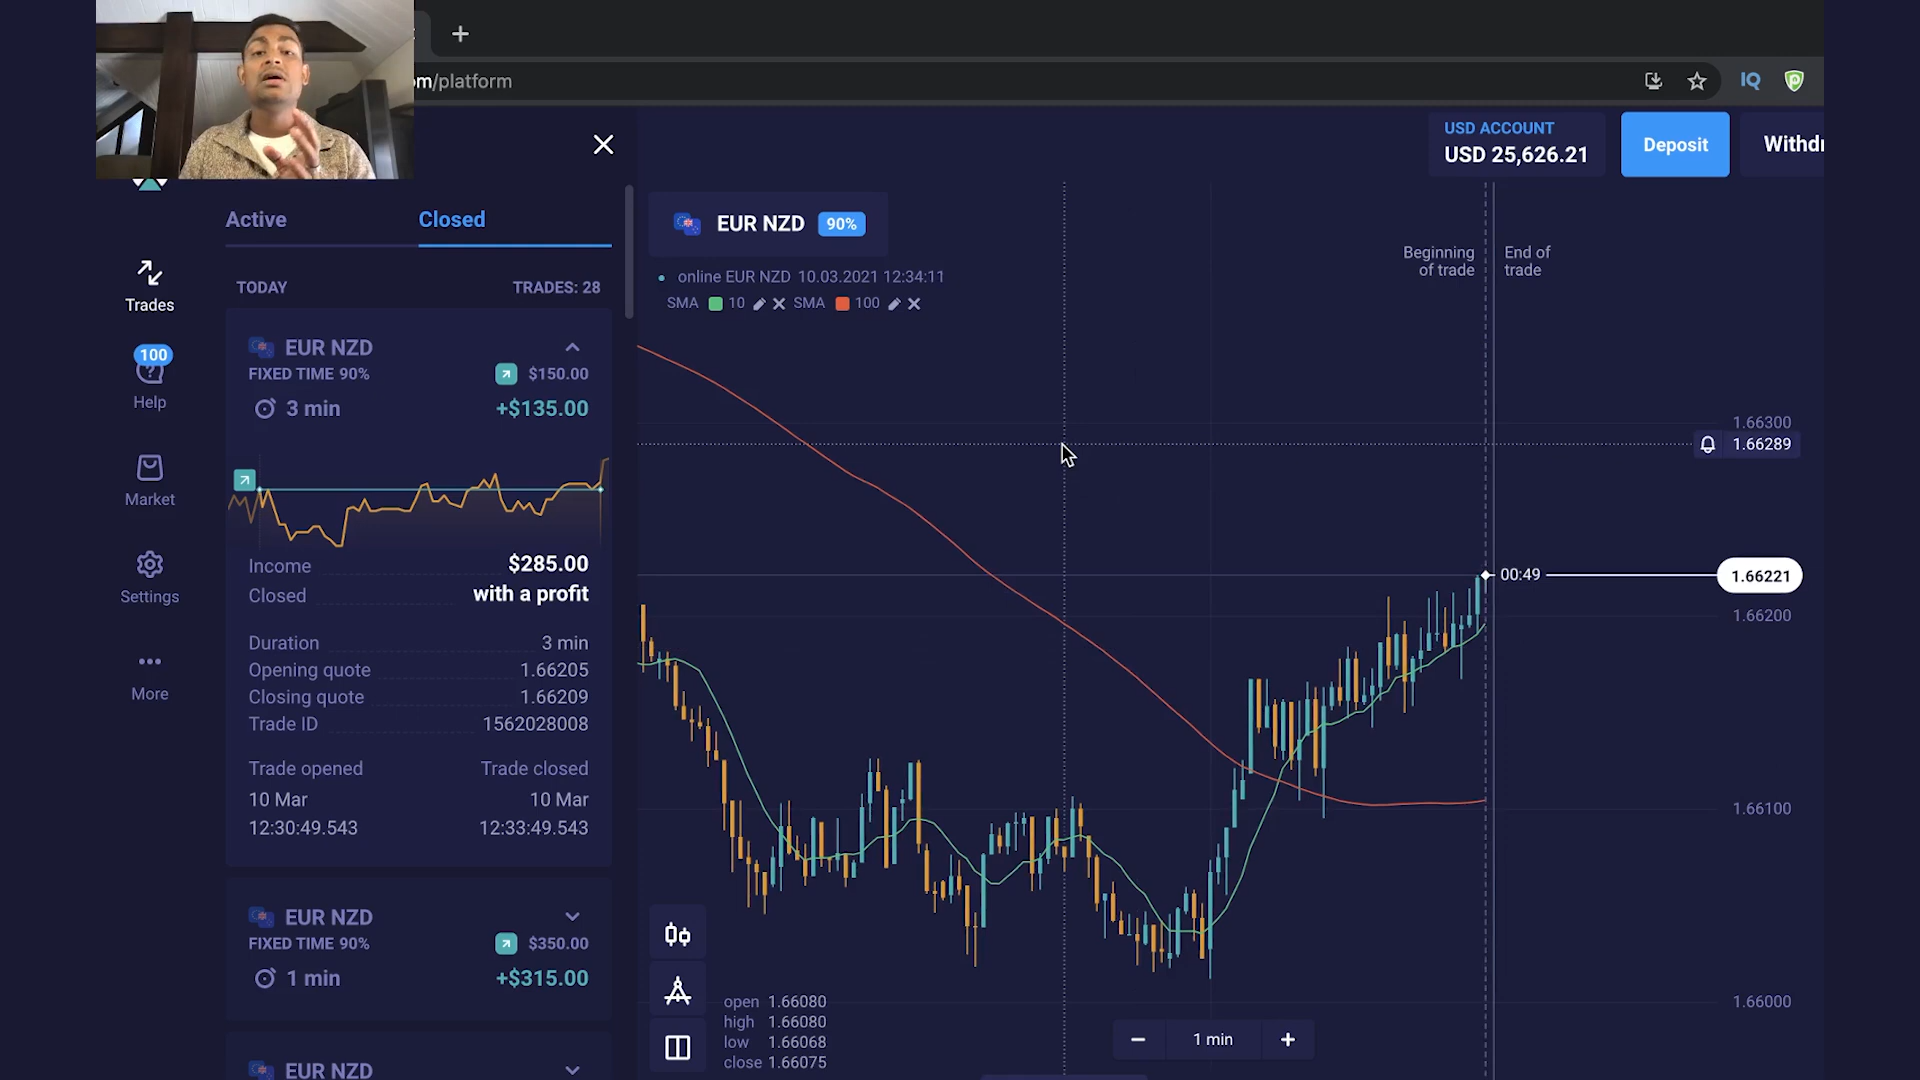 +
om/platform
IQ
USD ACCOUNT
USD 25,626.21
Deposit
Withdr
Active
Closed
TODAY
TRADES: 28
Trades
100
Help
Market
Settings
More
EUR NZD
FIXED TIME 90%
$150.00
3 min
+$135.00
Income
$285.00
Closed
with a profit
Duration
3 min
Opening quote
1.66205
Closing quote
1.66209
Trade ID
1562028008
Trade opened
Trade closed
10 Mar
10 Mar
12:30:49.543
12:33:49.543
EUR NZD
FIXED TIME 90%
$350.00
1 min
+$315.00
EUR NZD
EUR NZD 90%
online EUR NZD 10.03.2021 12:34:11
SMA 10 SMA 100
Beginning
of trade
End of
trade
1.66300
1.66289
00:49
1.66221
1.66200
1.66100
1.66000
open 1.66080
high 1.66080
low 1.66068
close 1.66075
− 1 min +